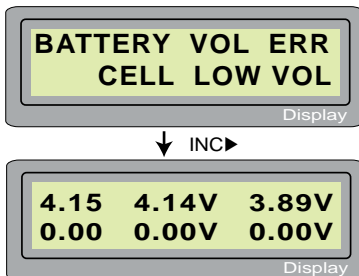 BATTERY VOL ERR
CELL LOW VOL
Display
INC▶
4.15 4.14V 3.89V
0.00 0.00V 0.00V
Display